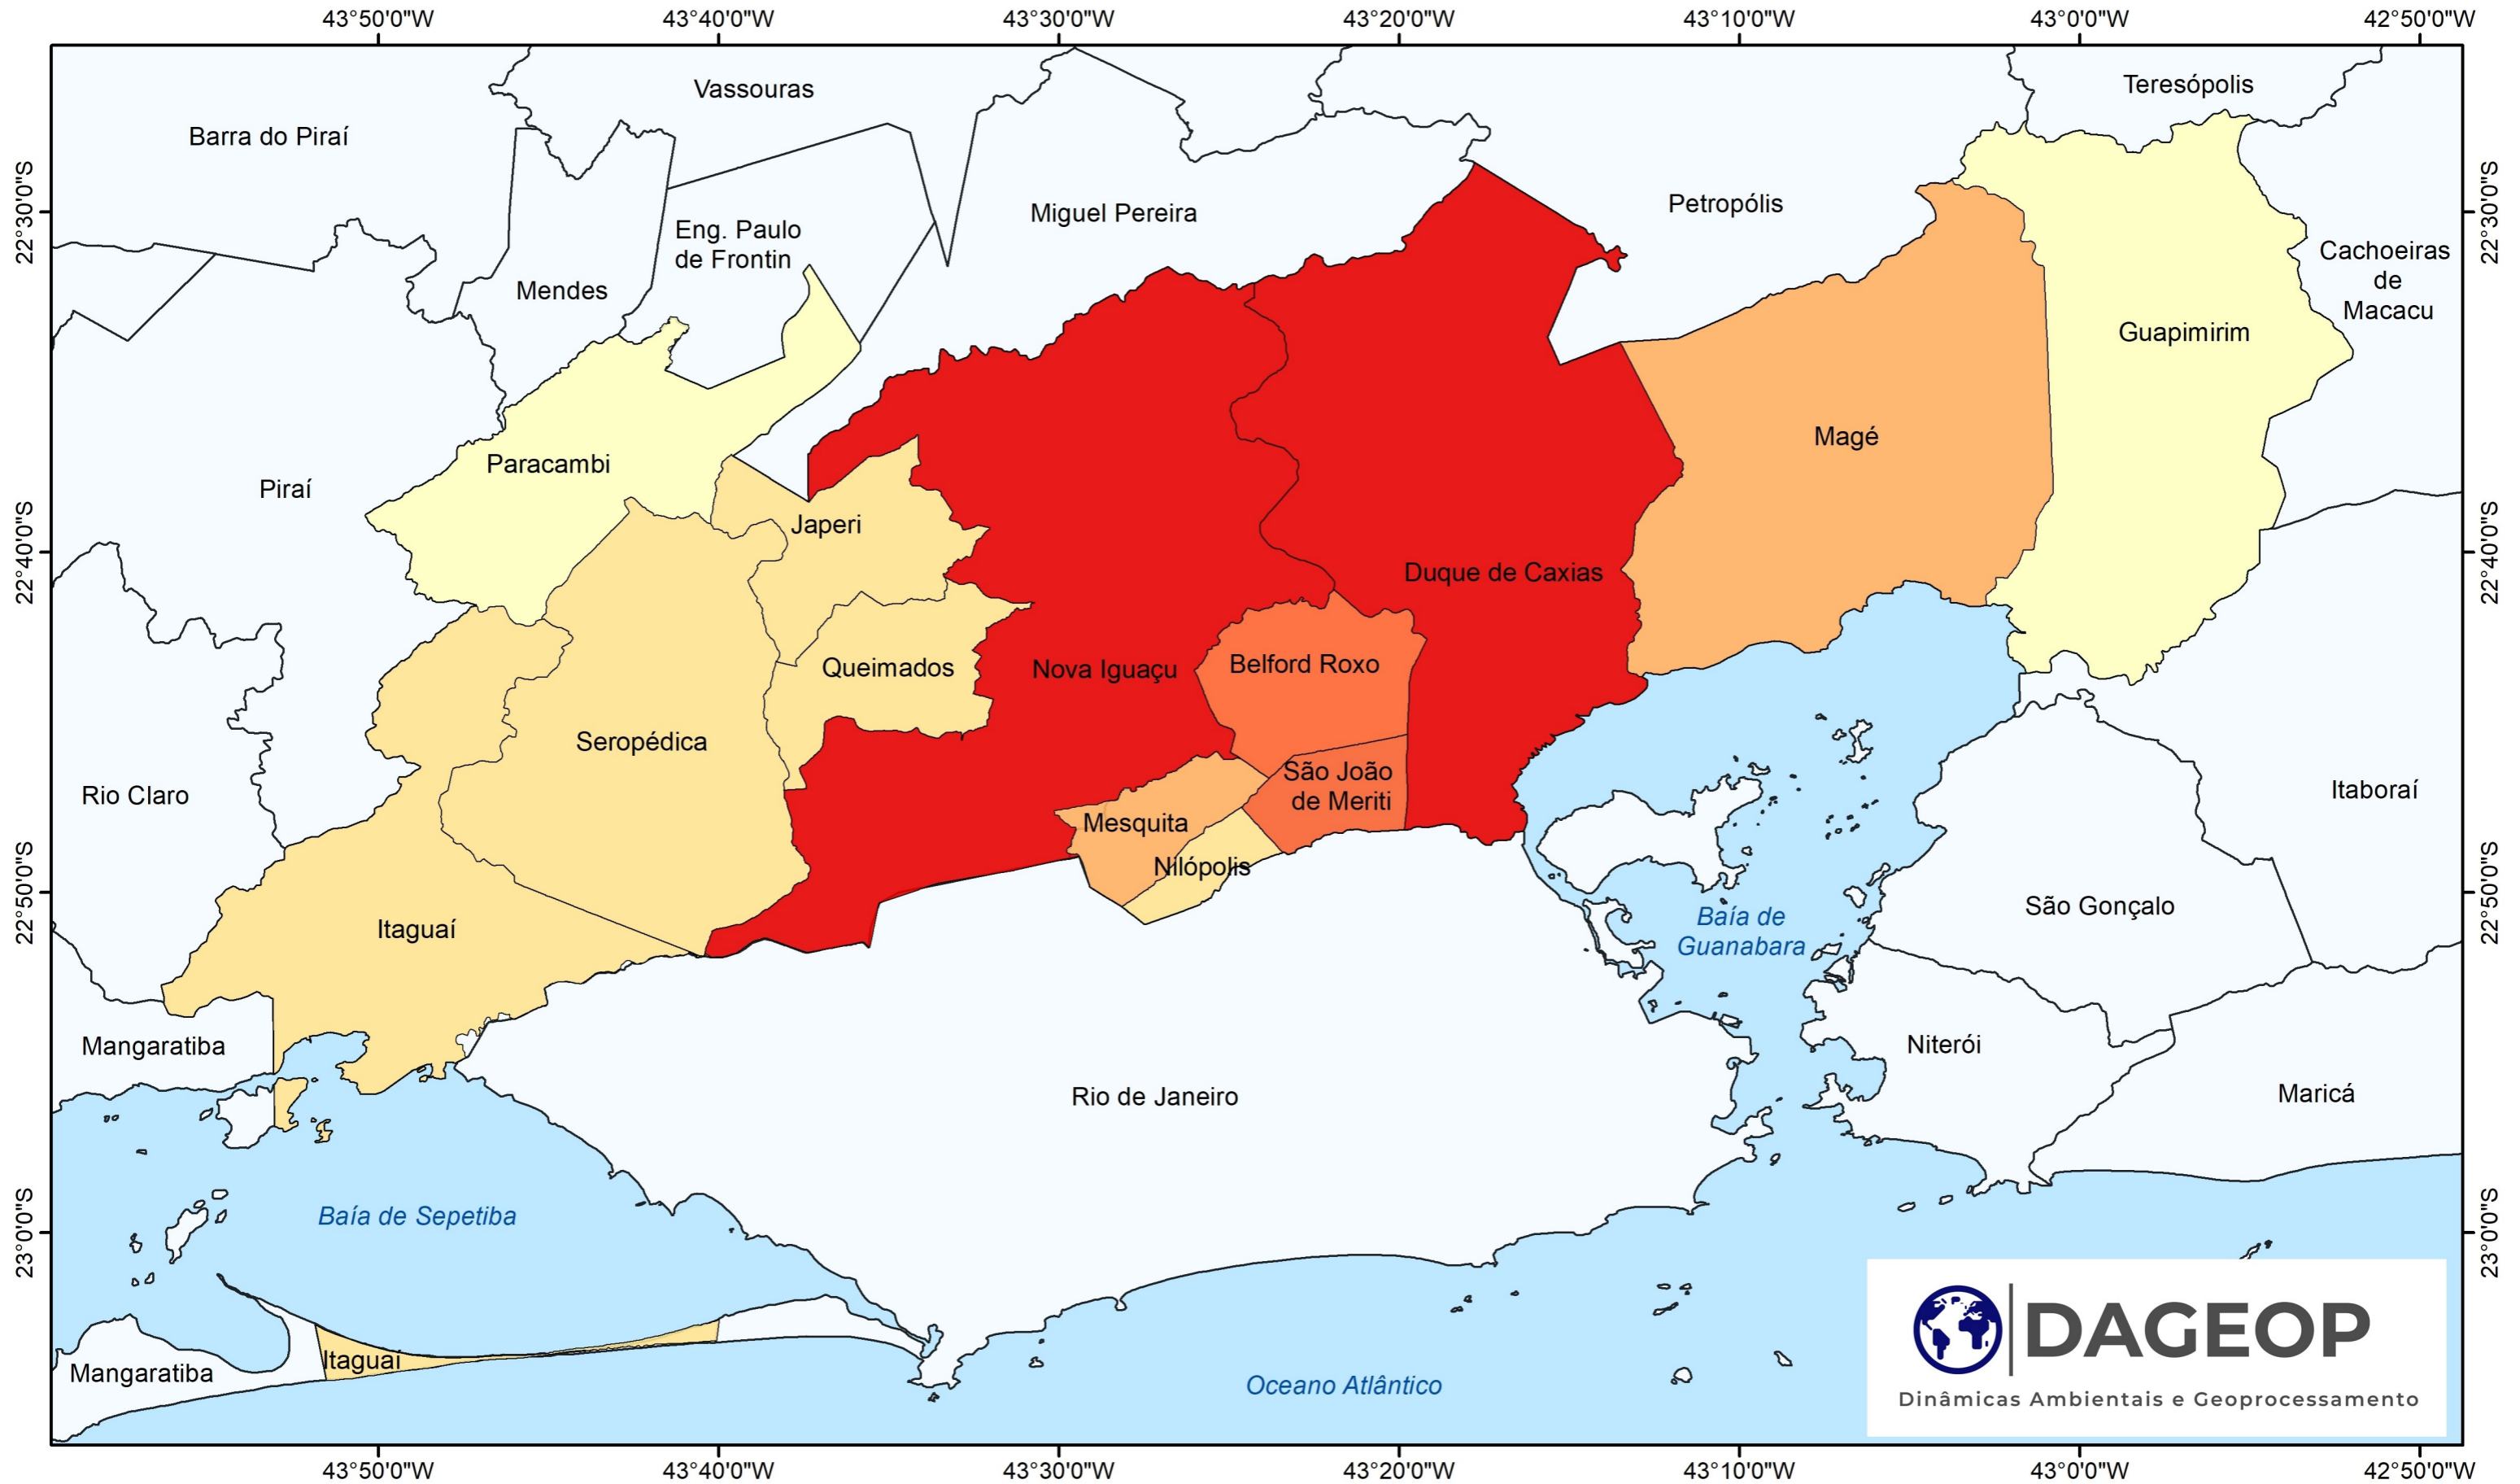 43°50'0"W 43°40'0"W 43°30'0"W 43°20'0"W 43°10'0"W 43°0'0"W 42°50'0"W
Vassouras
Teresópolis
Barra do Piraí
22°30'0"S
22°30'0"S
Petropólis
Miguel Pereira
Eng. Paulo
de Frontin
Cachoeiras
de
Macacu
Mendes
Guapimirim
Magé
Paracambi
Piraí
Japeri
22°40'0"S
22°40'0"S
Duque de Caxias
Belford Roxo
Queimados
Nova Iguaçu
Seropédica
São João
de Meriti
Itaboraí
Rio Claro
Mesquita
Nilópolis
22°50'0"S
22°50'0"S
São Gonçalo
Baía de
Guanabara
Itaguaí
Niterói
Mangaratiba
Maricá
Rio de Janeiro
Baía de Sepetiba
23°0'0"S
23°0'0"S
DAGEOP
Itaguaí
Mangaratiba
Oceano Atlântico
Dinâmicas Ambientais e Geoprocessamento
43°50'0"W 43°40'0"W 43°30'0"W 43°20'0"W 43°10'0"W 43°0'0"W 42°50'0"W